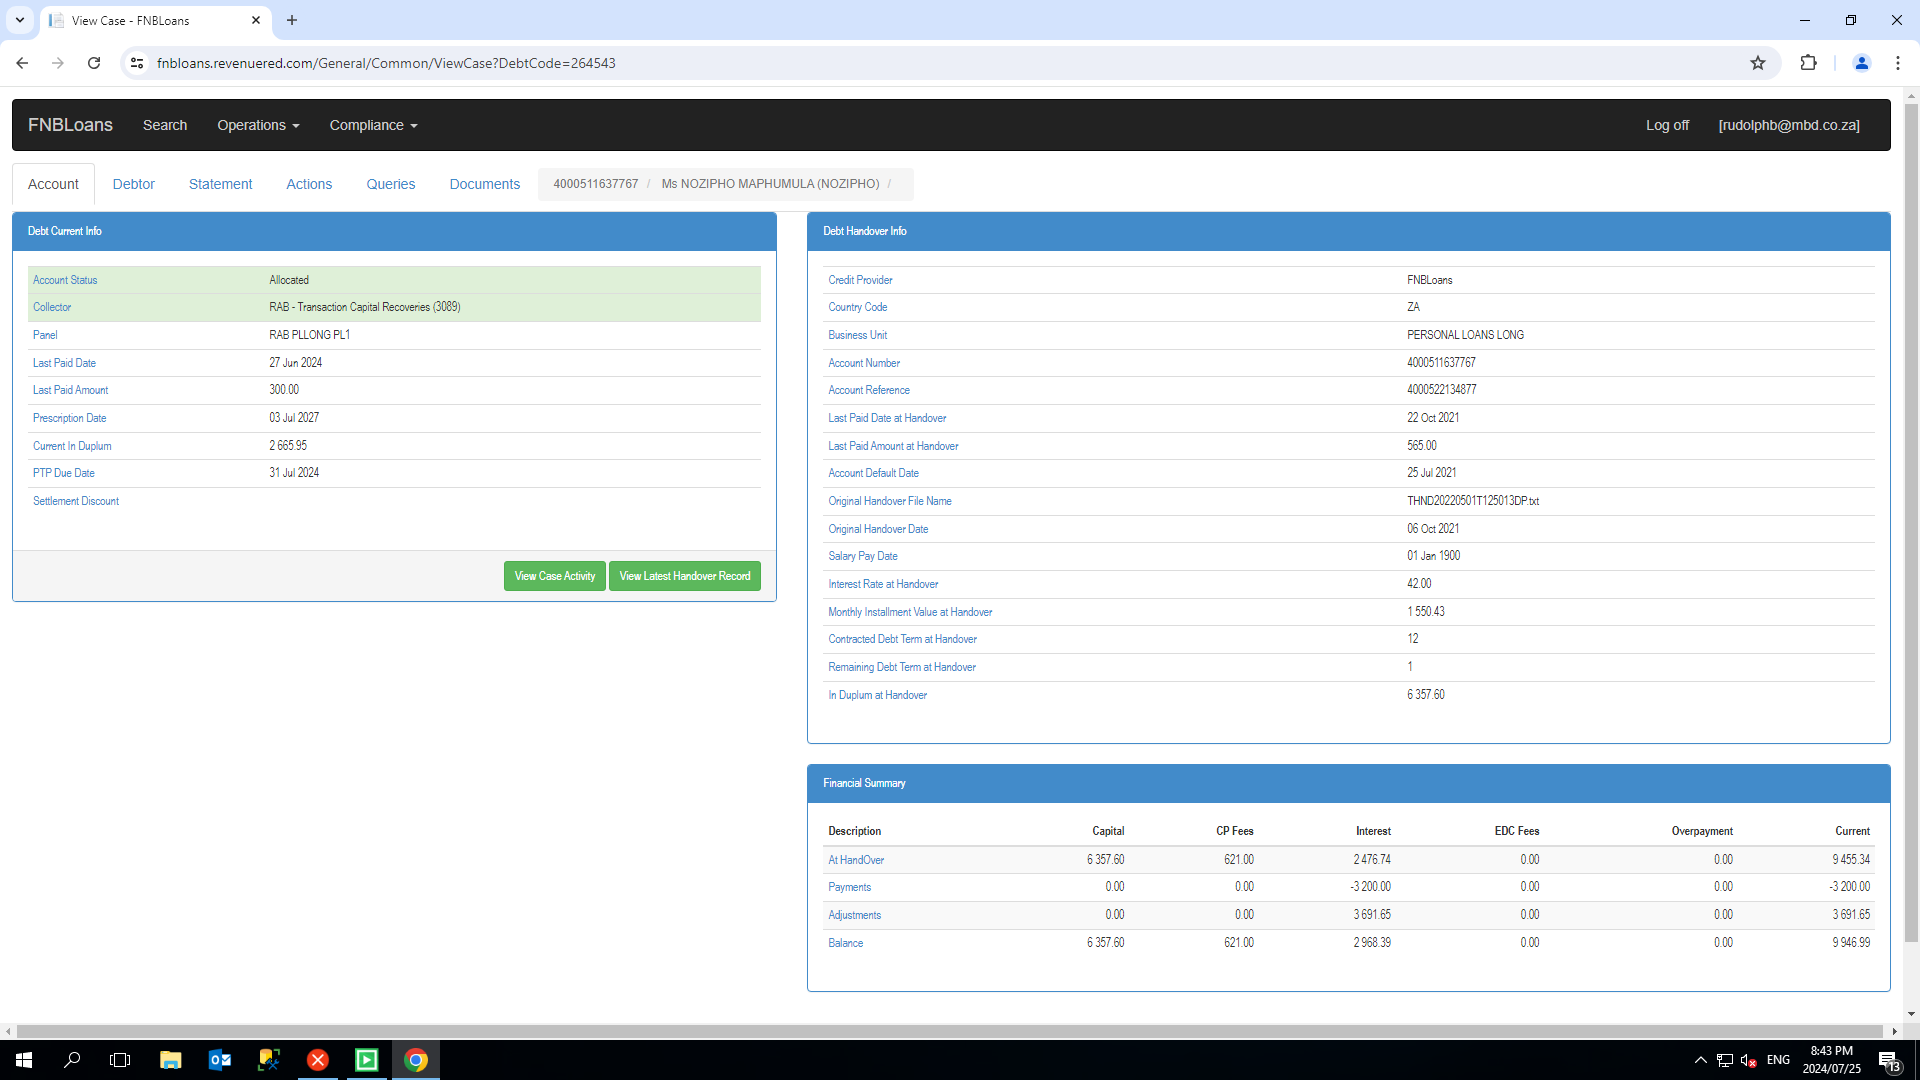 View Case - FNBLoans
fnbloans.revenuered.com/General/Common/ViewCase?DebtCode=264543
FNBLoans Search Operations Compliance Log off [rudolphb@mbd.co.za]
Account Debtor Statement Actions Queries Documents 4000511637767 / Ms NOZIPHO MAPHUMULA (NOZIPHO) /
Debt Current Info
Account Status Allocated
Collector RAB - Transaction Capital Recoveries (3089)
Panel RAB PLLONG PL1
Last Paid Date 27 Jun 2024
Last Paid Amount 300.00
Prescription Date 03 Jul 2027
Current In Duplum 2 665.95
PTP Due Date 31 Jul 2024
Settlement Discount
View Case Activity View Latest Handover Record
Debt Handover Info
Credit Provider FNBLoans
Country Code ZA
Business Unit PERSONAL LOANS LONG
Account Number 4000511637767
Account Reference 4000522134877
Last Paid Date at Handover 22 Oct 2021
Last Paid Amount at Handover 565.00
Account Default Date 25 Jul 2021
Original Handover File Name THND20220501T125013DP.txt
Original Handover Date 06 Oct 2021
Salary Pay Date 01 Jan 1900
Interest Rate at Handover 42.00
Monthly Installment Value at Handover 1 550.43
Contracted Debt Term at Handover 12
Remaining Debt Term at Handover 1
In Duplum at Handover 6 357.60
Financial Summary
Description Capital CP Fees Interest EDC Fees Overpayment Current
At HandOver 6 357.60 621.00 2 476.74 0.00 0.00 9 455.34
Payments 0.00 0.00 -3 200.00 0.00 0.00 -3 200.00
Adjustments 0.00 0.00 3 691.65 0.00 0.00 3 691.65
Balance 6 357.60 621.00 2 968.39 0.00 0.00 9 946.99
ENG
8:43 PM
2024/07/25
13